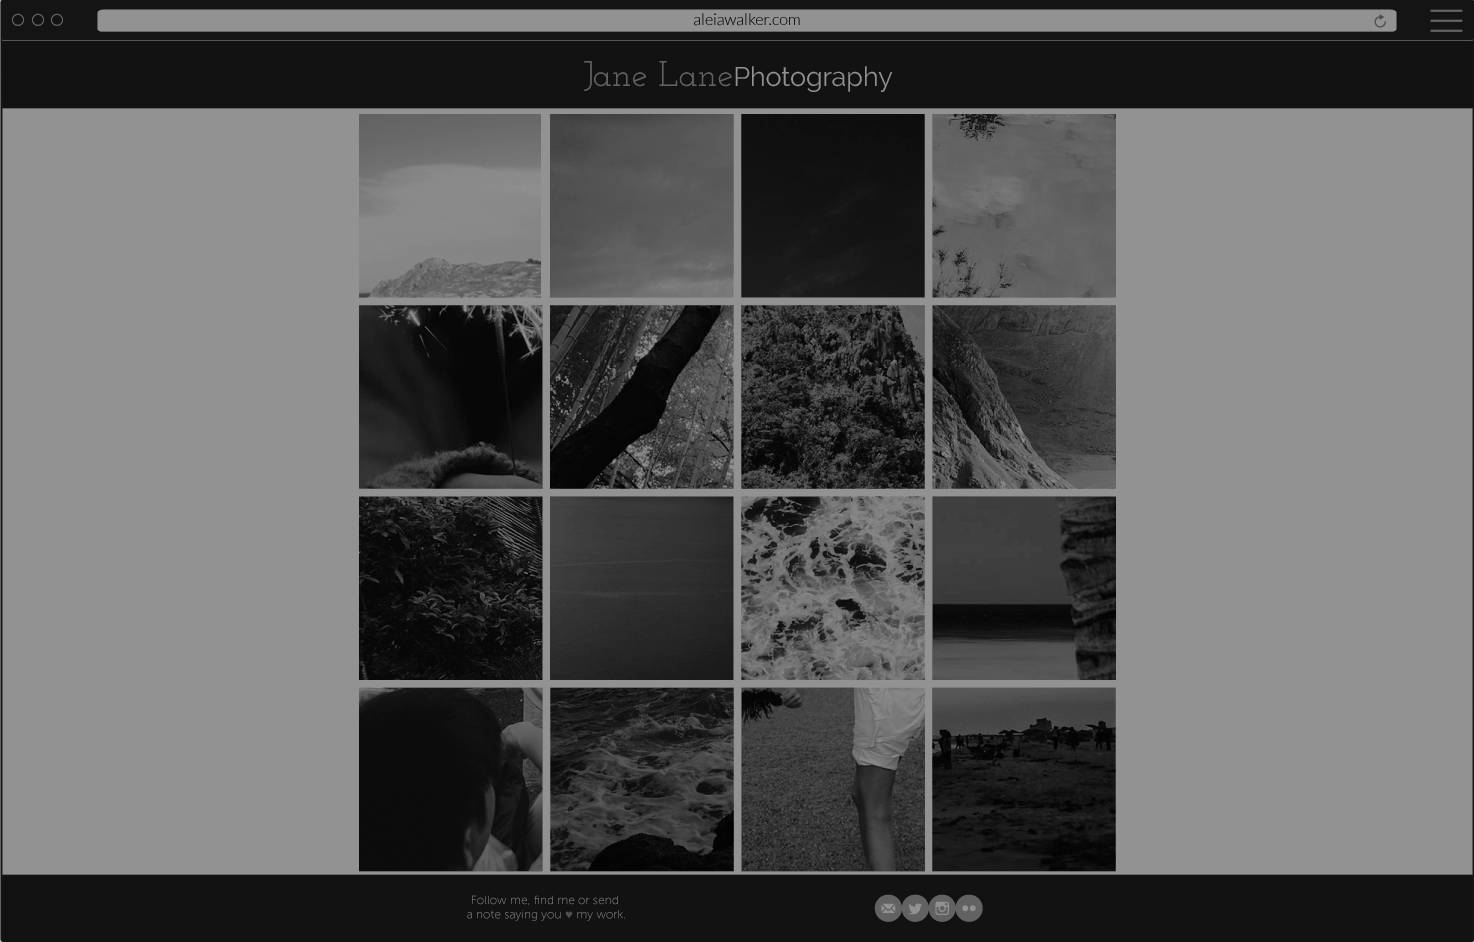 aleiawalker.com
Jane LanePhotography
Follow me, find me or send
a note saying you ♥ my work.